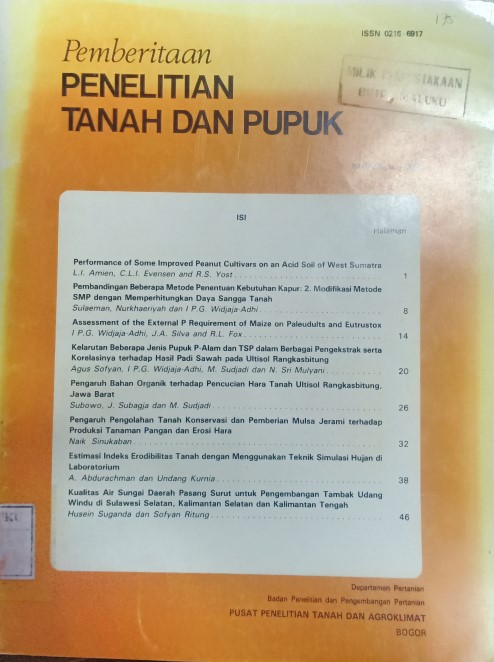 175
ISSN 0216 6917
Pemberitaan
PENELITIAN
TANAH DAN PUPUK
MILIK PERPUSTAKAAN
MALUKU
ISI
Halaman
Performance of Some Improved Peanut Cultivars on an Acid Soil of West Sumatra
L.I. Amien, C.L.I. Evensen and R.S. Yost 1
Pembandingan Beberapa Metode Penentuan Kebutuhan Kapur: 2. Modifikasi Metode
SMP dengan Memperhitungkan Daya Sangga Tanah
Sulaeman, Nurkhaeriyah dan I P.G. Widjaja-Adhi 8
Assessment of the External P Requirement of Maize on Paleudults and Eutrustox
I P.G. Widjaja-Adhi, J.A. Silva and R.L. Fox 14
Kelarutan Beberapa Jenis Pupuk P-Alam dan TSP dalam Berbagai Pengekstrak serta
Korelasinya terhadap Hasil Padi Sawah pada Ultisol Rangkasbitung
Agus Sofyan, I P.G. Widjaja-Adhi, M. Sudjadi dan N. Sri Mulyani 20
Pengaruh Bahan Organik terhadap Pencucian Hara Tanah Ultisol Rangkasbitung,
Jawa Barat
Subowo, J. Subagja dan M. Sudjadi 26
Pengaruh Pengolahan Tanah Konservasi dan Pemberian Mulsa Jerami terhadap
Produksi Tanaman Pangan dan Erosi Hara
Naik Sinukaban 32
Estimasi Indeks Erodibilitas Tanah dengan Menggunakan Teknik Simulasi Hujan di
Laboratorium
A. Abdurachman dan Undang Kurnia 38
Kualitas Air Sungai Daerah Pasang Surut untuk Pengembangan Tambak Udang
Windu di Sulawesi Selatan, Kalimantan Selatan dan Kalimantan Tengah
Husein Suganda dan Sofyan Ritung 46
Departemen Pertanian
Badan Penelitian dan Pengembangan Pertanian
PUSAT PENELITIAN TANAH DAN AGROKLIMAT
BOGOR